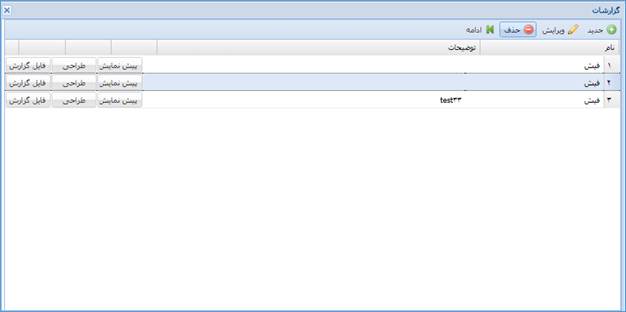 گزارشات
جدید ویرایش حذف ادامه
نام توضیحات
۱ فیش پیش نمایش طراحی فایل گزارش
۲ فیش پیش نمایش طراحی فایل گزارش
۳ فیش test۳۳ پیش نمایش طراحی فایل گزارش